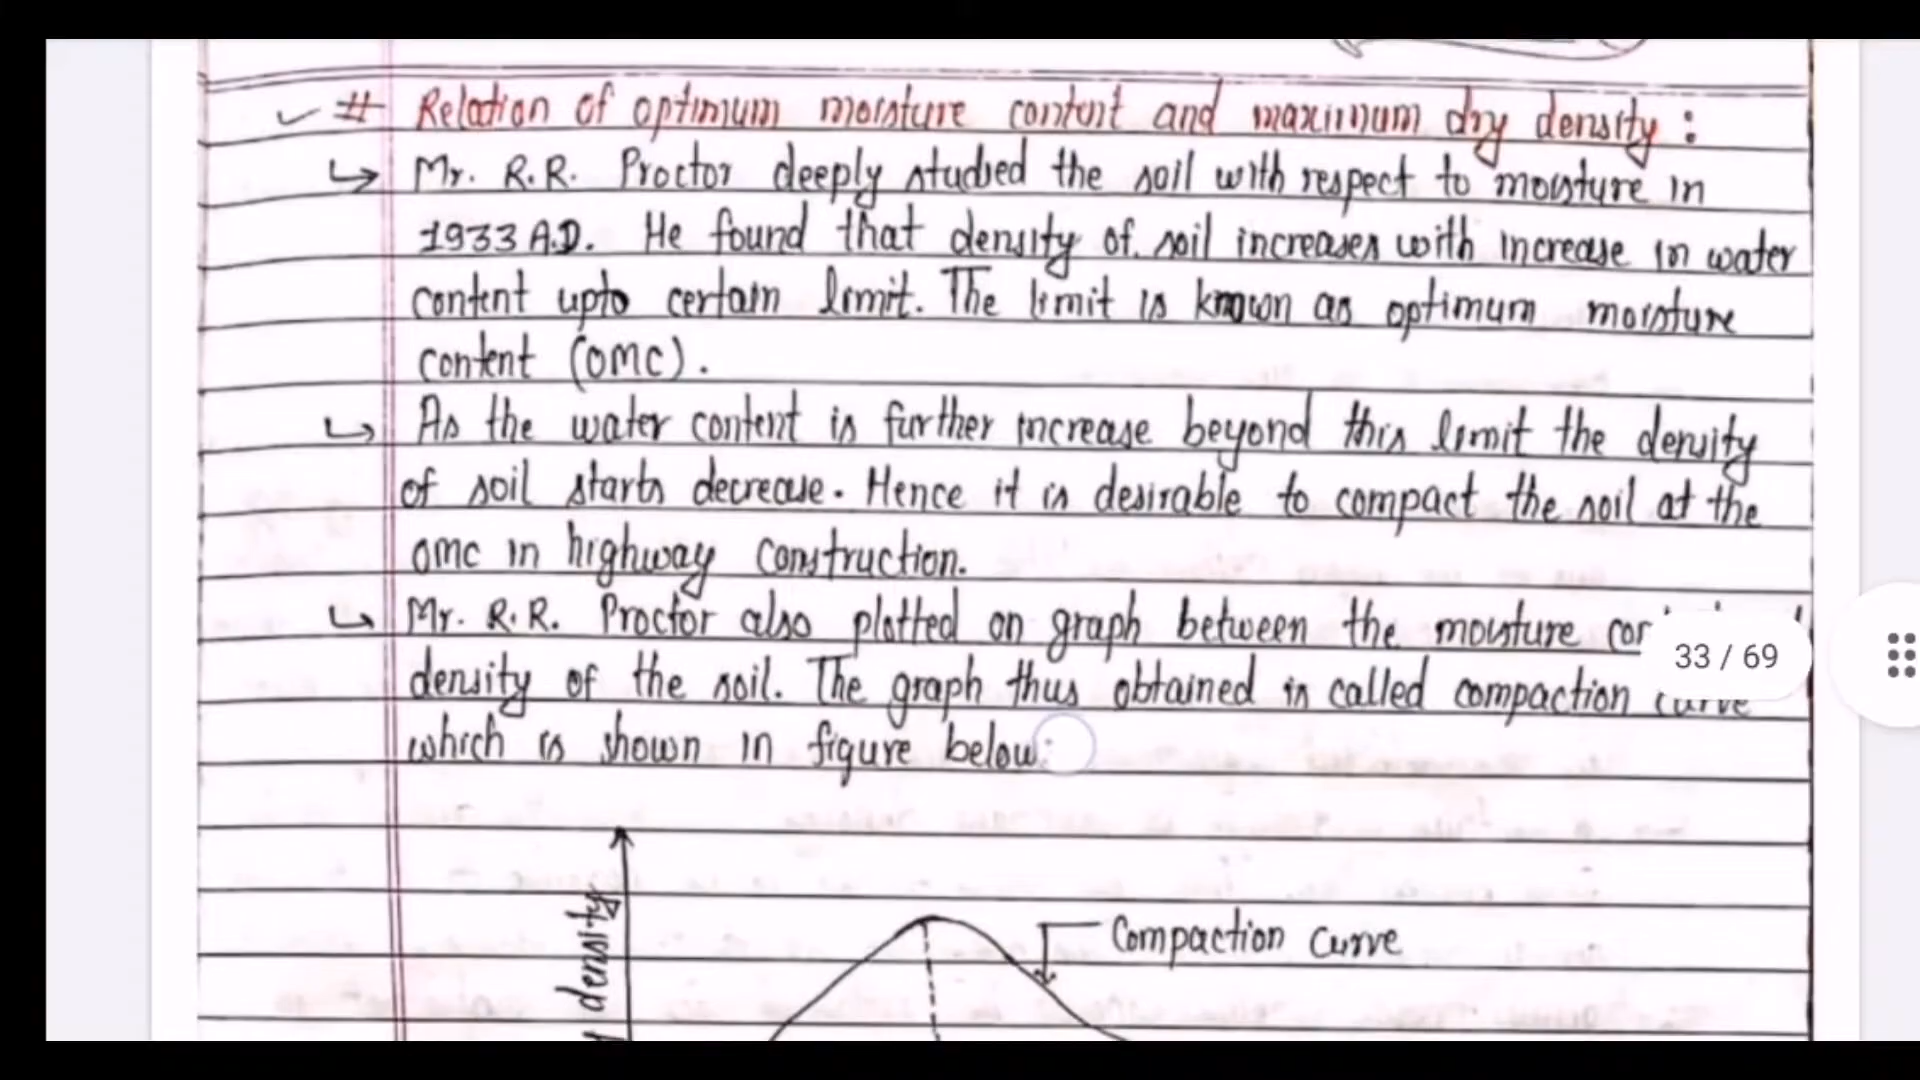 # Relation of optimum moisture content and maximum dry density :
↳ Mr. R.R. Proctor deeply studied the soil with respect to moisture in
1933 A.D. He found that density of soil increases with increase in water
content upto certain limit. The limit is known as optimum moisture
content (OMC).
↳ As the water content is further increase beyond this limit the density
of soil starts decrease. Hence it is desirable to compact the soil at the
OMC in highway construction.
↳ Mr. R.R. Proctor also plotted on graph between the moisture
33 / 69
density of the soil. The graph thus obtained is called compaction curve
which is shown in figure below:
density
Compaction Curve